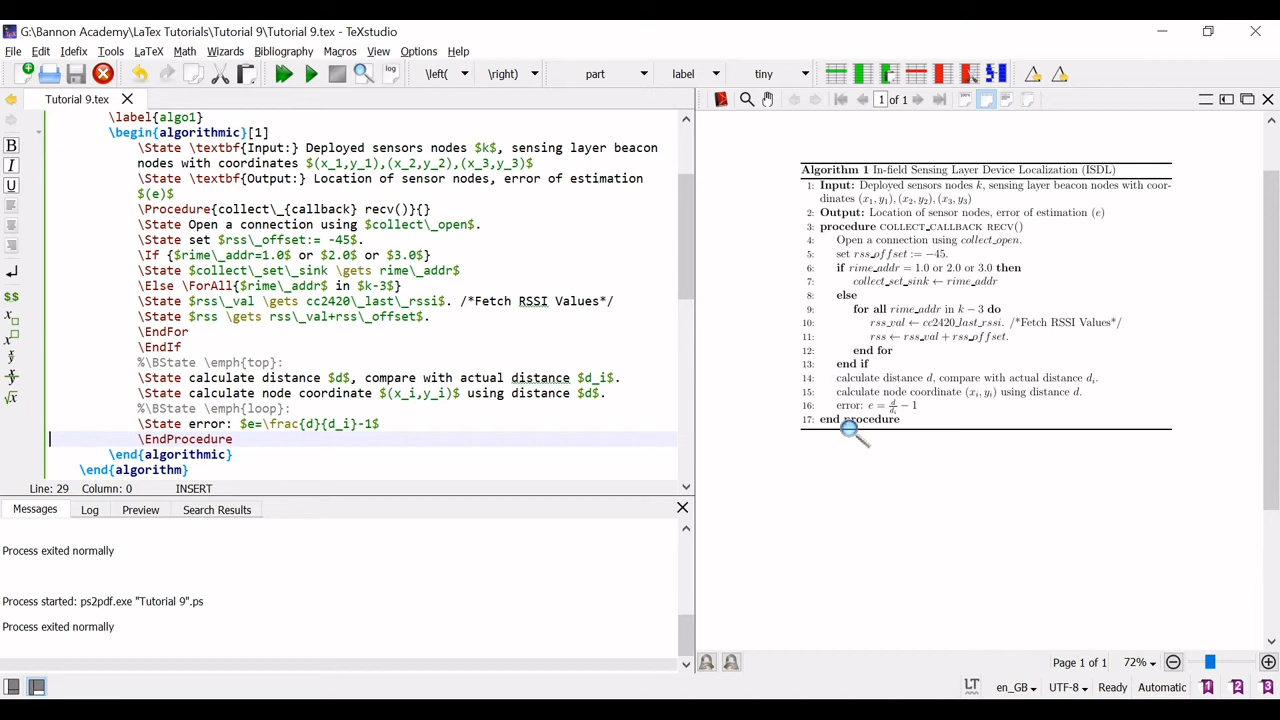 G:\Bannon Academy\LaTex Tutorials\Tutorial 9\Tutorial 9.tex - TeXstudio
File Edit Idefix Tools LaTeX Math Wizards Bibliography Macros View Options Help
log \left( \right) part label tiny
Tutorial 9.tex
1 of 1
\label{algo1}
\begin{algorithmic}[1]
\State \textbf{Input:} Deployed sensors nodes $k$, sensing layer beacon
nodes with coordinates $(x_1,y_1),(x_2,y_2),(x_3,y_3)$
\State \textbf{Output:} Location of sensor nodes, error of estimation
$(e)$
\Procedure{collect\_{callback} recv()}{}
\State Open a connection using $collect\_open$.
\State set $rss\_offset:= -45$.
\If {$rime\_addr=1.0$ or $2.0$ or $3.0$}
\State $collect\_set\_sink \gets rime\_addr$
\Else \ForAll{$rime\_addr$ in $k-3$}
\State $rss\_val \gets cc2420\_last\_rssi$. /*Fetch RSSI Values*/
\State $rss \gets rss\_val+rss\_offset$.
\EndFor
\EndIf
%\BState \emph{top}:
\State calculate distance $d$, compare with actual distance $d_i$.
\State calculate node coordinate $(x_i,y_i)$ using distance $d$.
%\BState \emph{loop}:
\State error: $e=\frac{d}{d_i}-1$
\EndProcedure
\end{algorithmic}
\end{algorithm}
Line: 29 Column: 0 INSERT
Messages Log Preview Search Results
Process exited normally
Process started: ps2pdf.exe "Tutorial 9".ps
Process exited normally
Algorithm 1 In-field Sensing Layer Device Localization (ISDL)
1: Input: Deployed sensors nodes k, sensing layer beacon nodes with coor-
dinates (x₁, y₁), (x₂, y₂), (x₃, y₃)
2: Output: Location of sensor nodes, error of estimation (e)
3: procedure COLLECT_CALLBACK RECV()
4: Open a connection using collect_open.
5: set rss_offset := −45.
6: if rime_addr = 1.0 or 2.0 or 3.0 then
7: collect_set_sink ← rime_addr
8: else
9: for all rime_addr in k − 3 do
10: rss_val ← cc2420_last_rssi. /*Fetch RSSI Values*/
11: rss ← rss_val + rss_offset.
12: end for
13: end if
14: calculate distance d, compare with actual distance dᵢ.
15: calculate node coordinate (xᵢ, yᵢ) using distance d.
16: error: e = d/dᵢ − 1
17: end procedure
Page 1 of 1 72%
LT en_GB UTF-8 Ready Automatic 1 2 3